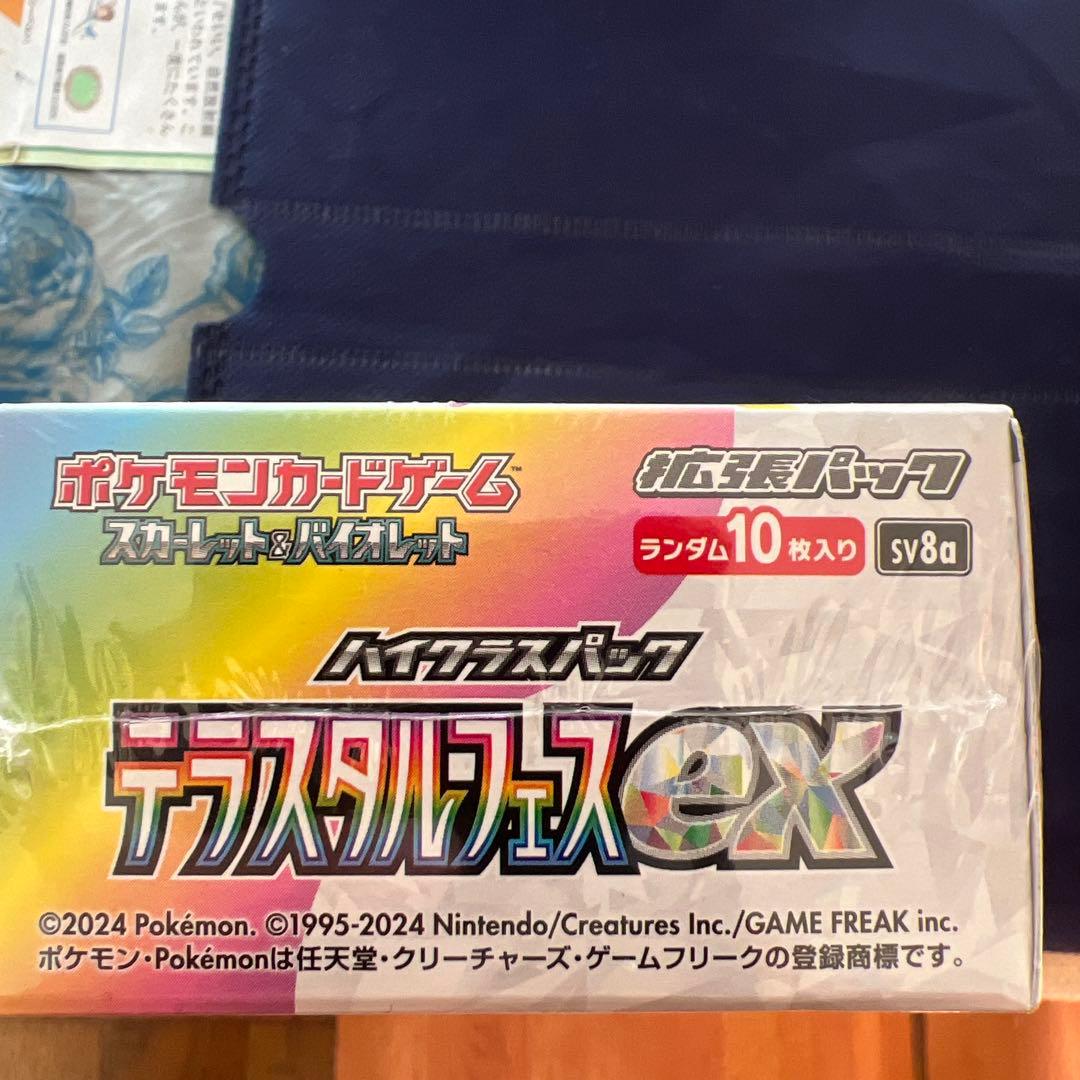 ポケモンカードゲーム™
スカーレット&バイオレット
拡張パック
ランダム10枚入り
SV8a
ハイクラスパック
テラスタルフェスex
©2024 Pokémon. ©1995-2024 Nintendo/Creatures Inc./GAME FREAK inc.
ポケモン・Pokémonは任天堂・クリーチャーズ・ゲームフリークの登録商標です。